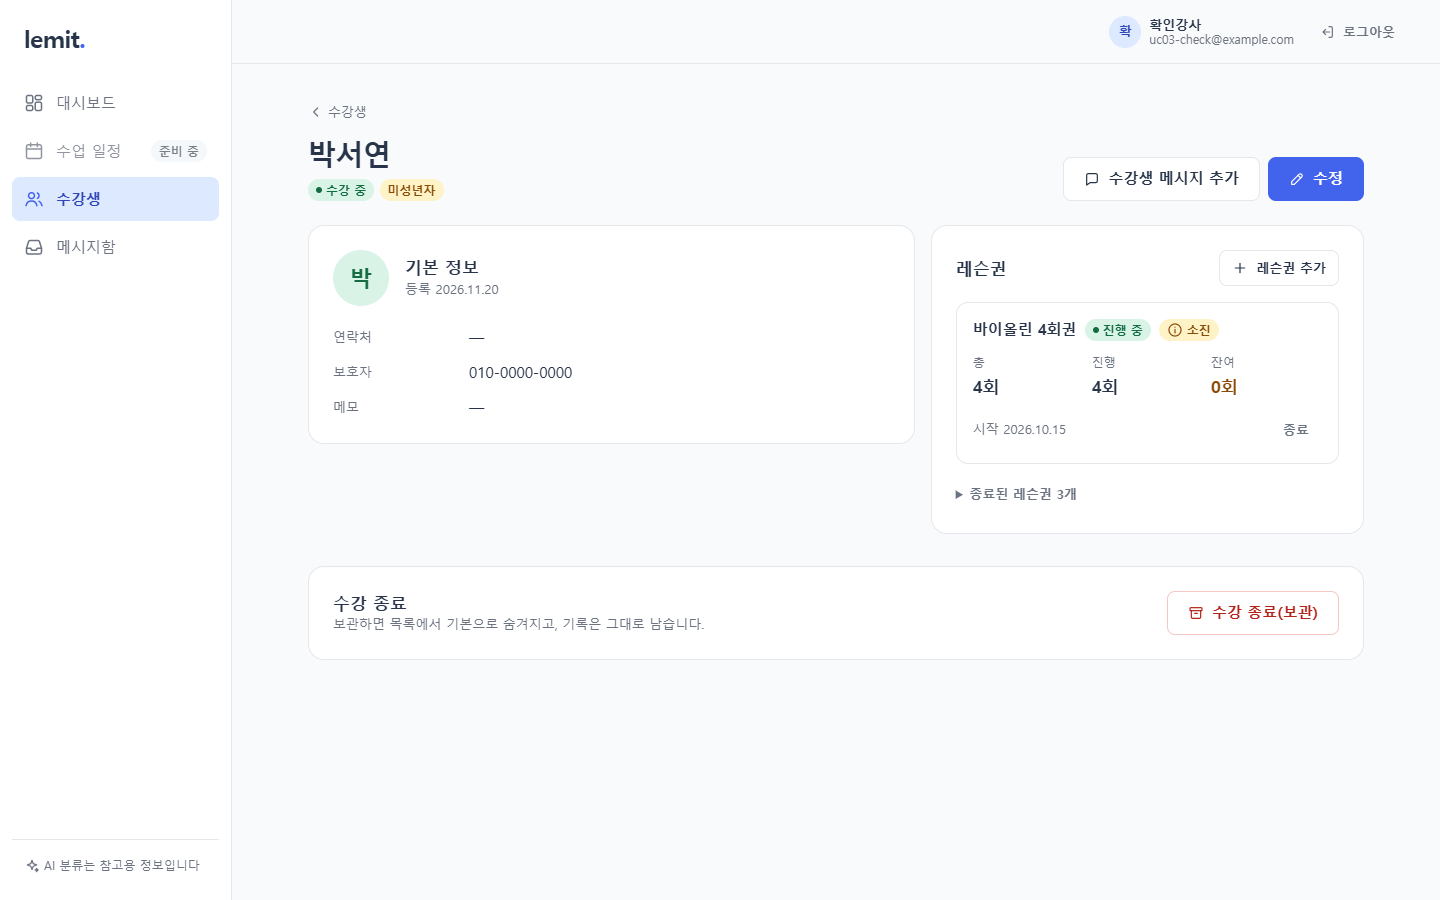 lemit.
대시보드
수업 일정 준비 중
수강생
메시지함
AI 분류는 참고용 정보입니다
확 확인강사
uc03-check@example.com
로그아웃
수강생
박서연
수강 중 미성년자
수강생 메시지 추가
수정
박
기본 정보
등록 2026.11.20
연락처 —
보호자 010-0000-0000
메모 —
레슨권
레슨권 추가
바이올린 4회권 진행 중 소진
총 진행 잔여
4회 4회 0회
시작 2026.10.15 종료
종료된 레슨권 3개
수강 종료
보관하면 목록에서 기본으로 숨겨지고, 기록은 그대로 남습니다.
수강 종료(보관)